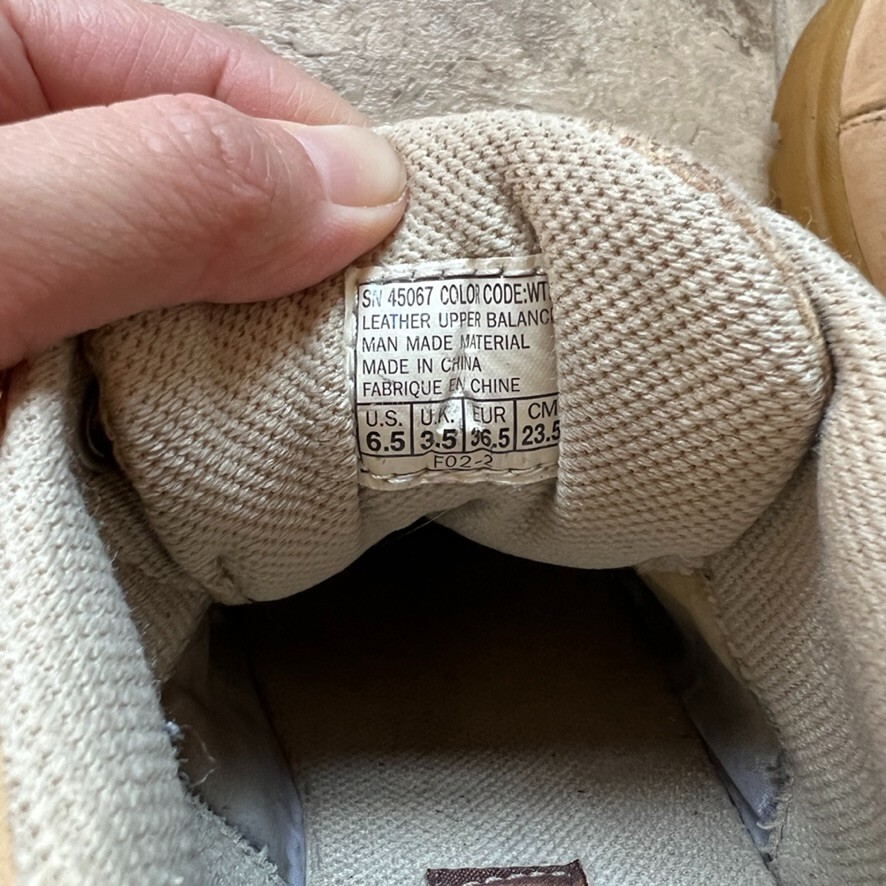 SN 45067 COLOR CODE:WT
LEATHER UPPER BALANC
MAN MADE MATERIAL
MADE IN CHINA
FABRIQUE EN CHINE
U.S. U.K. EUR CM
6.5 3.5 36.5 23.5
F02-2